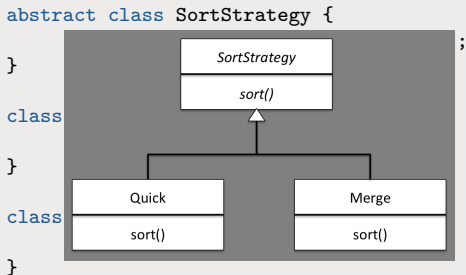 abstract class SortStrategy {
;
}
class
}
class
}
SortStrategy
sort()
Quick
sort()
Merge
sort()